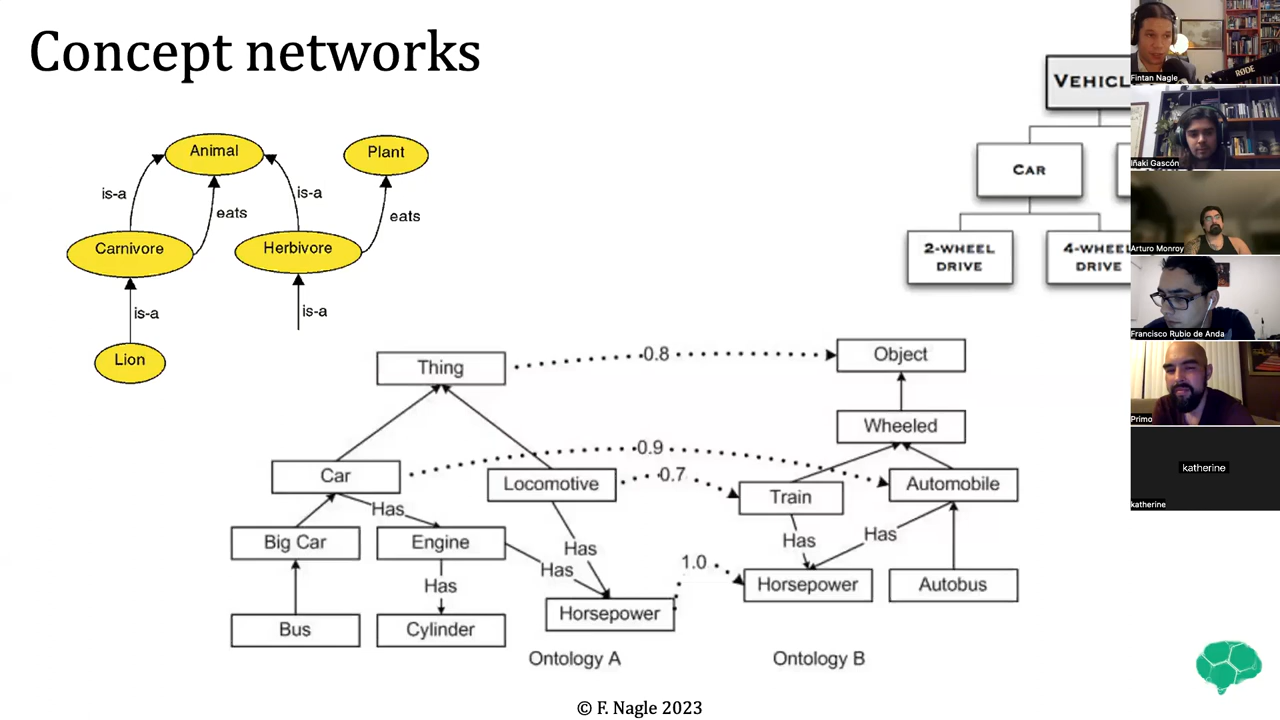 Concept networks
Animal
Plant
is-a
is-a
eats
eats
Carnivore
Herbivore
is-a
is-a
Lion
CAR
2-WHEEL
DRIVE
DRIVE
Thing
0.8
Object
Wheeled
0.9
Car
Locomotive
0.7
Train
Automobile
Has
Has
Has
Big Car
Engine
Has
Has
1.0
Has
Horsepower
Autobus
Horsepower
Bus
Cylinder
Ontology A
Ontology B
© F. Nagle 2023
RØDE
Fintan Nagle
Iñaki Gascón
Arturo Monroy
Francisco Rubio de Anda
Primo
katherine
katherine